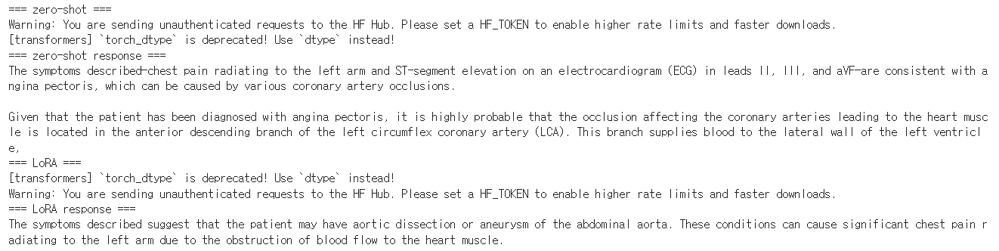 === zero-shot ===
Warning: You are sending unauthenticated requests to the HF Hub. Please set a HF_TOKEN to enable higher rate limits and faster downloads.
[transformers] `torch_dtype` is deprecated! Use `dtype` instead!
=== zero-shot response ===
The symptoms described—chest pain radiating to the left arm and ST-segment elevation on an electrocardiogram (ECG) in leads II, III, and aVF—are consistent with a
ngina pectoris, which can be caused by various coronary artery occlusions.

Given that the patient has been diagnosed with angina pectoris, it is highly probable that the occlusion affecting the coronary arteries leading to the heart musc
le is located in the anterior descending branch of the left circumflex coronary artery (LCA). This branch supplies blood to the lateral wall of the left ventricl
e,
=== LoRA ===
[transformers] `torch_dtype` is deprecated! Use `dtype` instead!
Warning: You are sending unauthenticated requests to the HF Hub. Please set a HF_TOKEN to enable higher rate limits and faster downloads.
=== LoRA response ===
The symptoms described suggest that the patient may have aortic dissection or aneurysm of the abdominal aorta. These conditions can cause significant chest pain r
adiating to the left arm due to the obstruction of blood flow to the heart muscle.